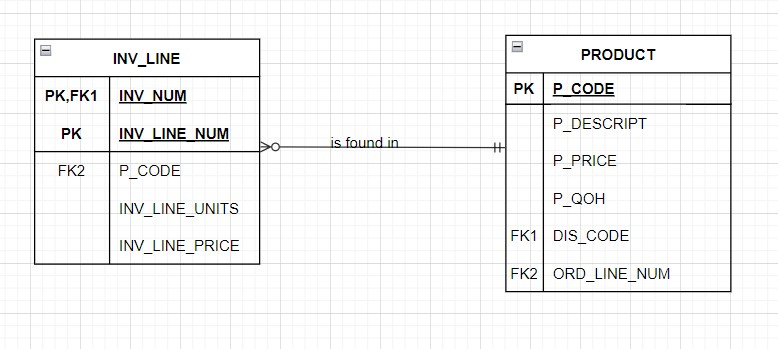 INV_LINE
PK,FK1 INV_NUM
PK INV_LINE_NUM
FK2 P_CODE
INV_LINE_UNITS
INV_LINE_PRICE
is found in
PRODUCT
PK P_CODE
P_DESCRIPT
P_PRICE
P_QOH
FK1 DIS_CODE
FK2 ORD_LINE_NUM